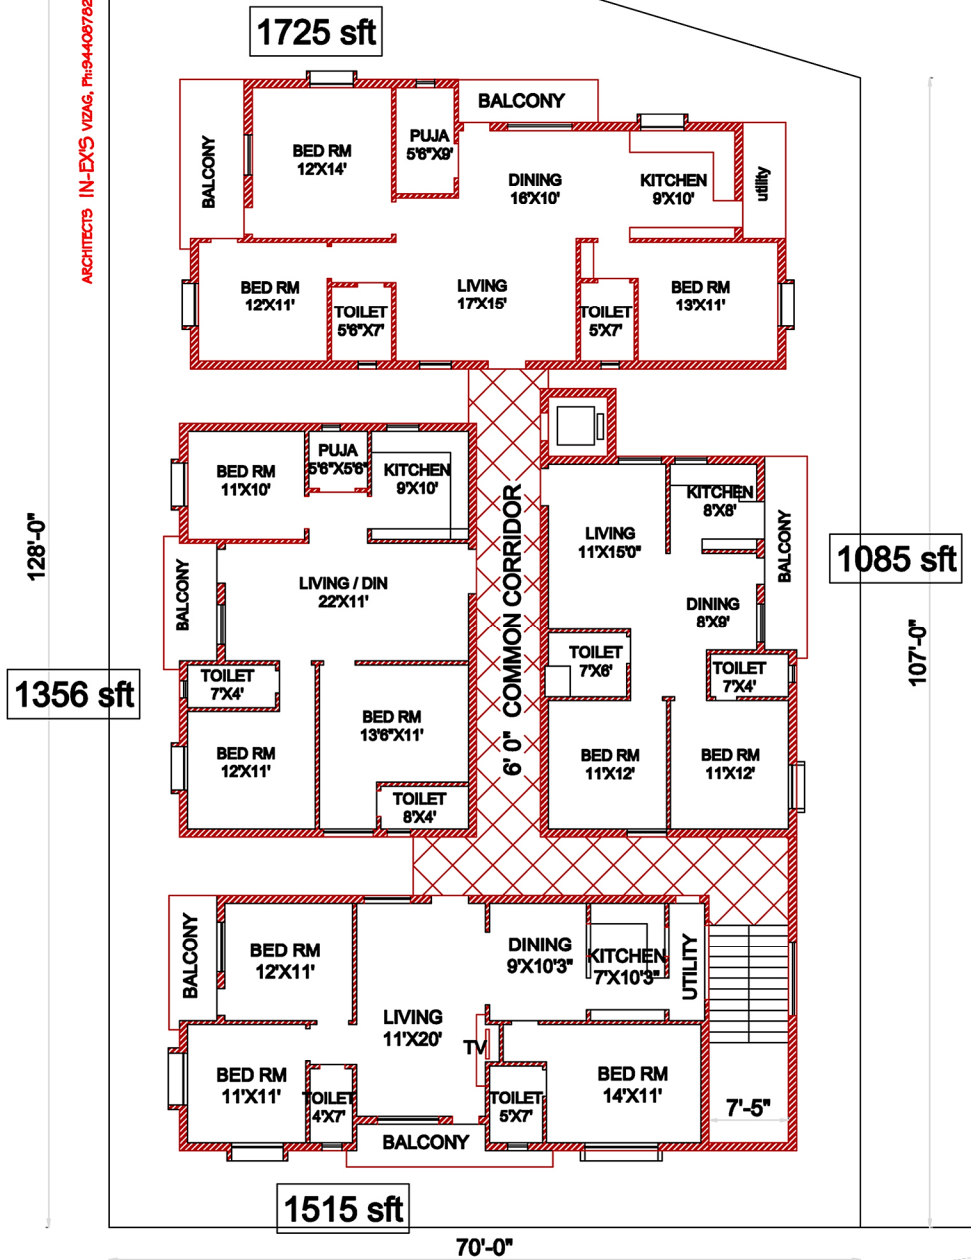 1725 sft
ARCHITECTS IN-EX'S VIZAG, Ph:94408782
BALCONY
BALCONY
BED RM
12'X14'
PUJA
5'6"X9'
DINING
16'X10'
KITCHEN
9'X10'
utility
BED RM
12'X11'
TOILET
5'6"X7'
LIVING
17'X15'
TOILET
5'X7'
BED RM
13'X11'
BED RM
11'X10'
PUJA
5'6"X5'6"
KITCHEN
9'X10'
BALCONY
LIVING / DIN
22'X11'
TOILET
7'X4'
BED RM
12'X11'
BED RM
13'6"X11'
TOILET
8'X4'
1356 sft
128'-0"
6' 0" COMMON CORRIDOR
LIVING
11'X15'0"
KITCHEN
8'X8'
BALCONY
DINING
8'X9'
TOILET
7'X6'
TOILET
7'X4'
BED RM
11'X12'
BED RM
11'X12'
1085 sft
107'-0"
BALCONY
BED RM
12'X11'
DINING
9'X10'3"
KITCHEN
7'X10'3"
UTILITY
LIVING
11'X20'
TV
BED RM
11'X11'
TOILET
4'X7'
TOILET
5'X7'
BED RM
14'X11'
7'-5"
BALCONY
1515 sft
70'-0"